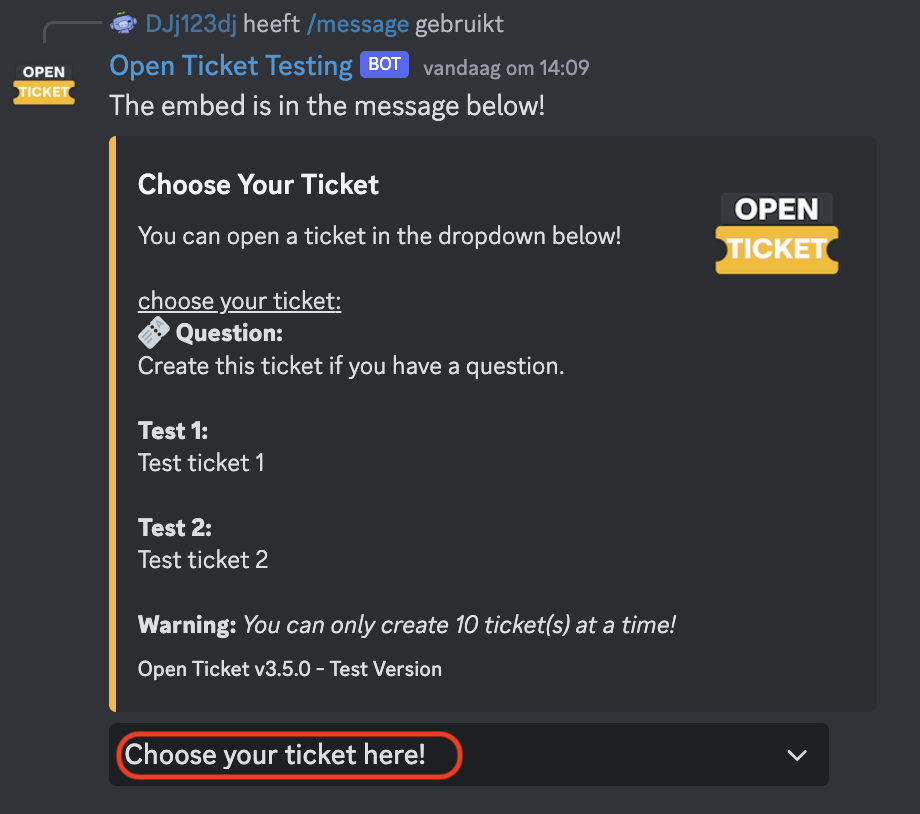 DJj123dj heeft /message gebruikt
OPEN
TICKET
Open Ticket Testing BOT vandaag om 14:09
The embed is in the message below!
Choose Your Ticket
OPEN
TICKET
You can open a ticket in the dropdown below!
choose your ticket:
Question:
Create this ticket if you have a question.
Test 1:
Test ticket 1
Test 2:
Test ticket 2
Warning: You can only create 10 ticket(s) at a time!
Open Ticket v3.5.0 - Test Version
Choose your ticket here!